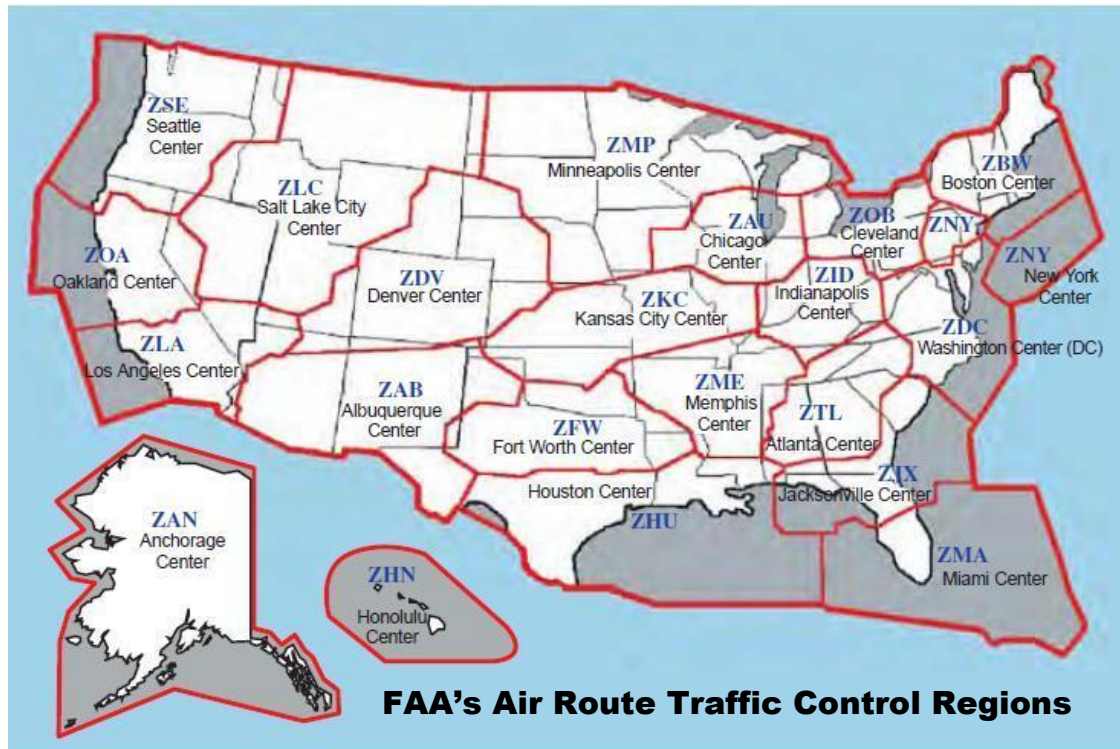 ZSE
Seattle
Center
ZLC
Salt Lake City
Center
ZMP
Minneapolis Center
ZBW
Boston Center
ZOA
Oakland Center
ZDV
Denver Center
ZAU
Chicago
Center
ZOB
Cleveland
Center
ZNY
ZNY
New York
Center
ZID
Indianapolis
Center
ZKC
Kansas City Center
ZDC
Washington Center (DC)
ZLA
Los Angeles Center
ZAB
Albuquerque
Center
ZFW
Fort Worth Center
ZME
Memphis
Center
ZTL
Atlanta Center
ZJX
Jacksonville Center
Houston Center
ZHU
ZMA
Miami Center
ZAN
Anchorage
Center
ZHN
Honolulu
Center
FAA's Air Route Traffic Control Regions